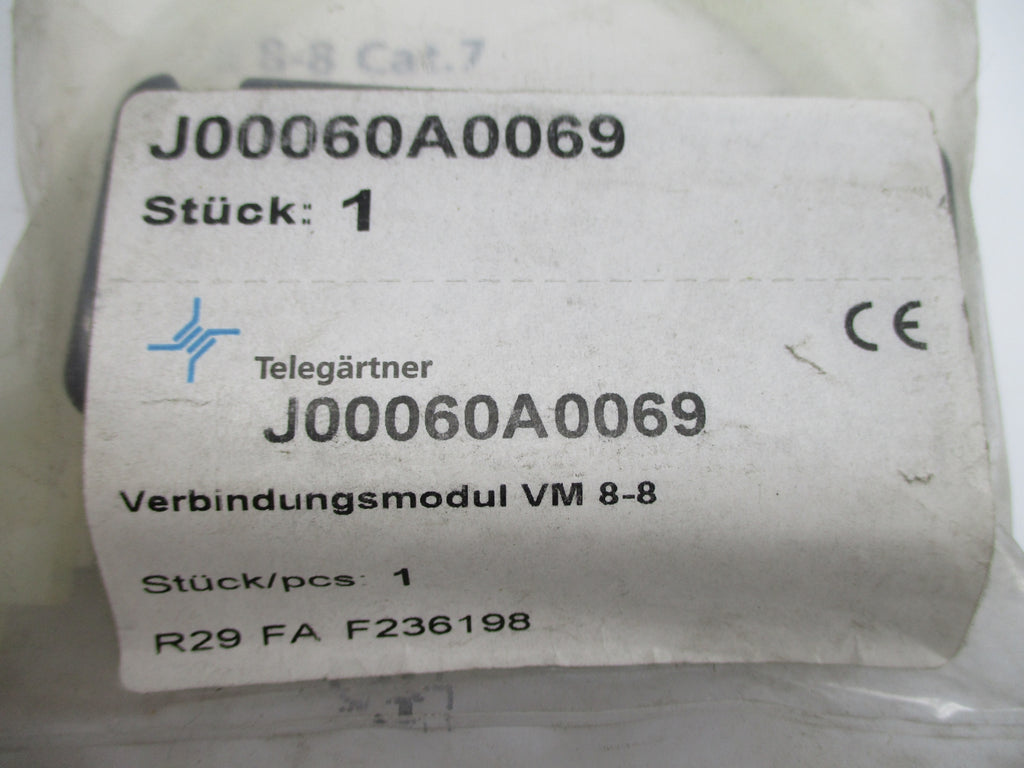 8-8 Cat.7
J00060A0069
Stück: 1
CE
Telegärtner
J00060A0069
Verbindungsmodul VM 8-8
Stück/pcs: 1
R29 FA F236198